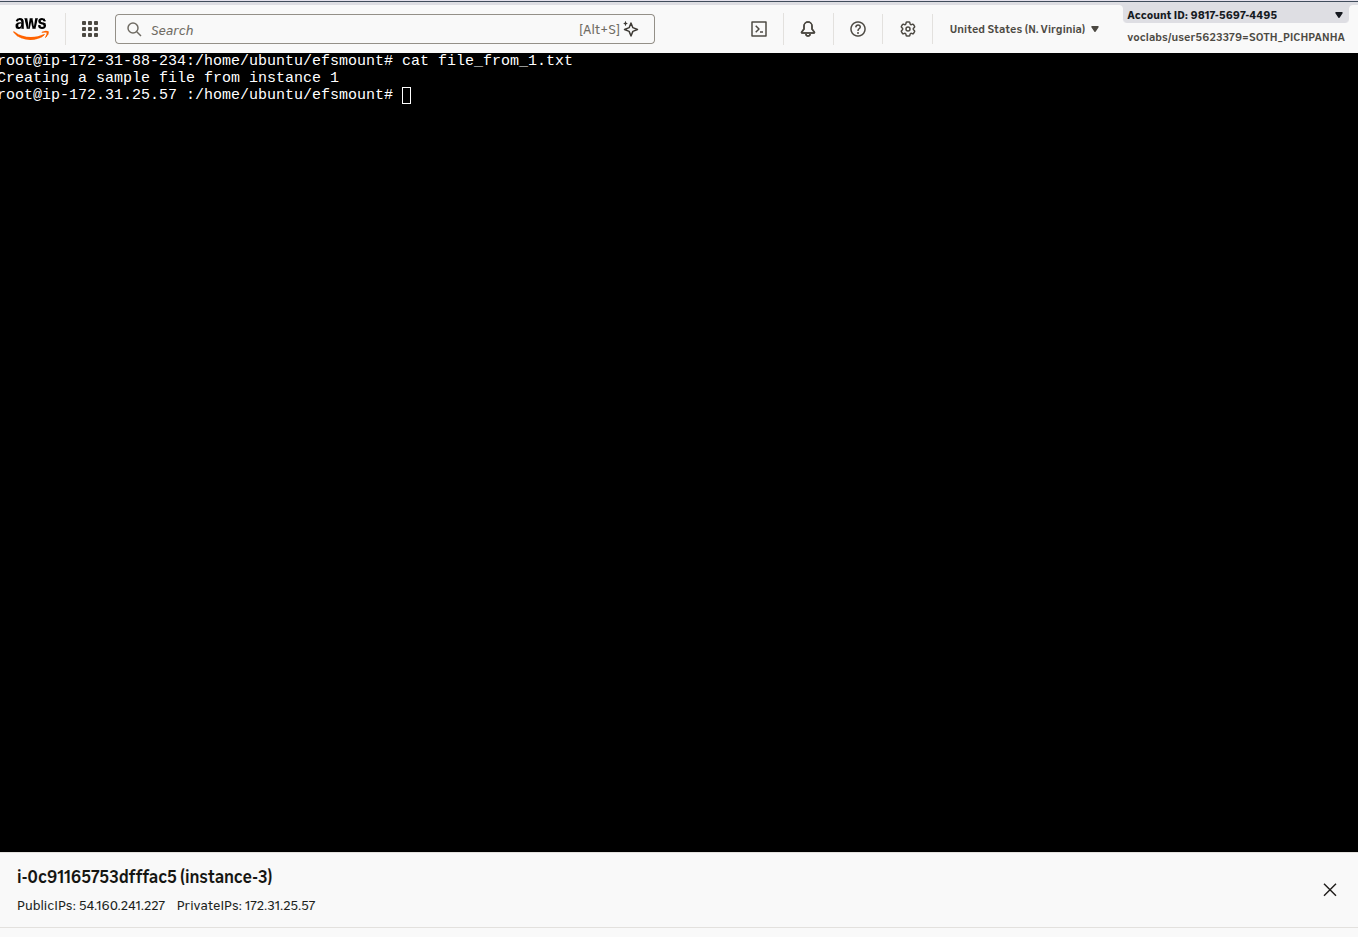 aws
Search [Alt+S]
United States (N. Virginia)
Account ID: 9817-5697-4495
voclabs/user5623379=SOTH_PICHPANHA
root@ip-172-31-88-234:/home/ubuntu/efsmount# cat file_from_1.txt
Creating a sample file from instance 1
root@ip-172.31.25.57 :/home/ubuntu/efsmount#
i-0c91165753dfffac5 (instance-3)
PublicIPs: 54.160.241.227 PrivateIPs: 172.31.25.57